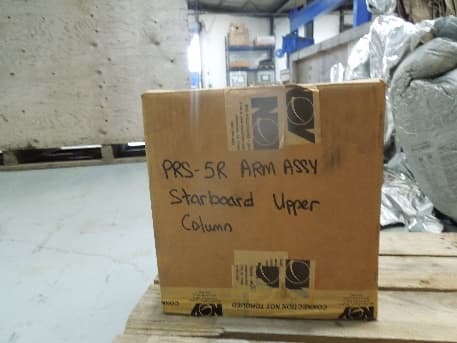 NOV
PRS-5R ARM ASSY
Starboard Upper
Column
NOV
CONNECTION NOT TORQUED
NOV